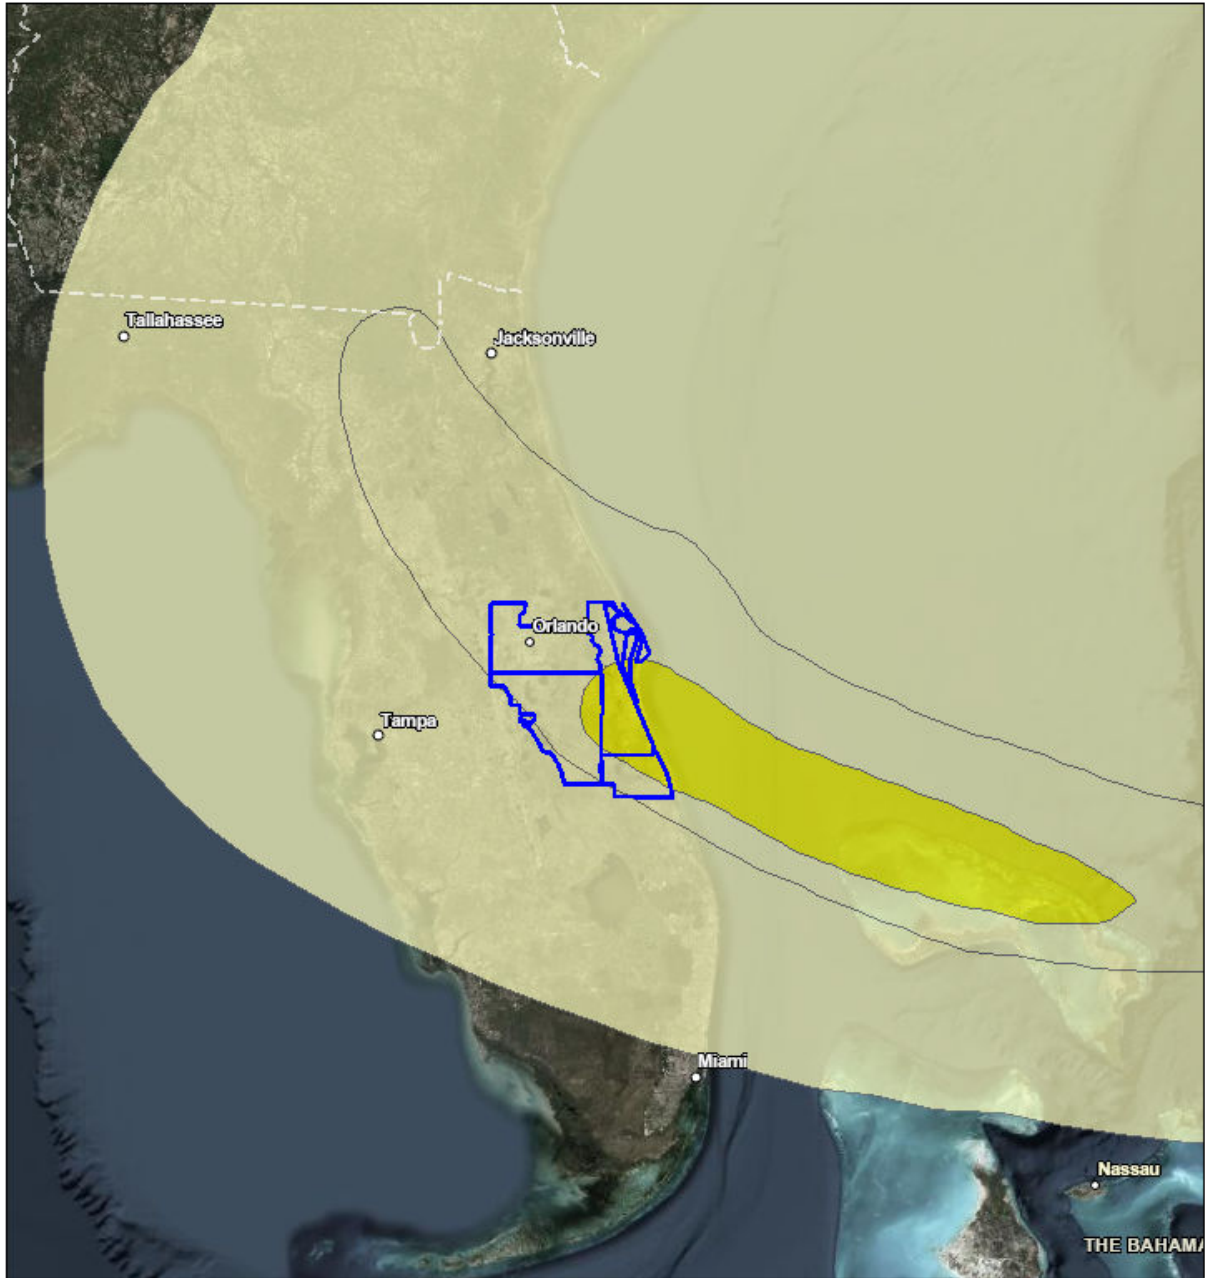 Tallahassee
Jacksonville
Orlando
Tampa
Miami
Nassau
THE BAHAMA